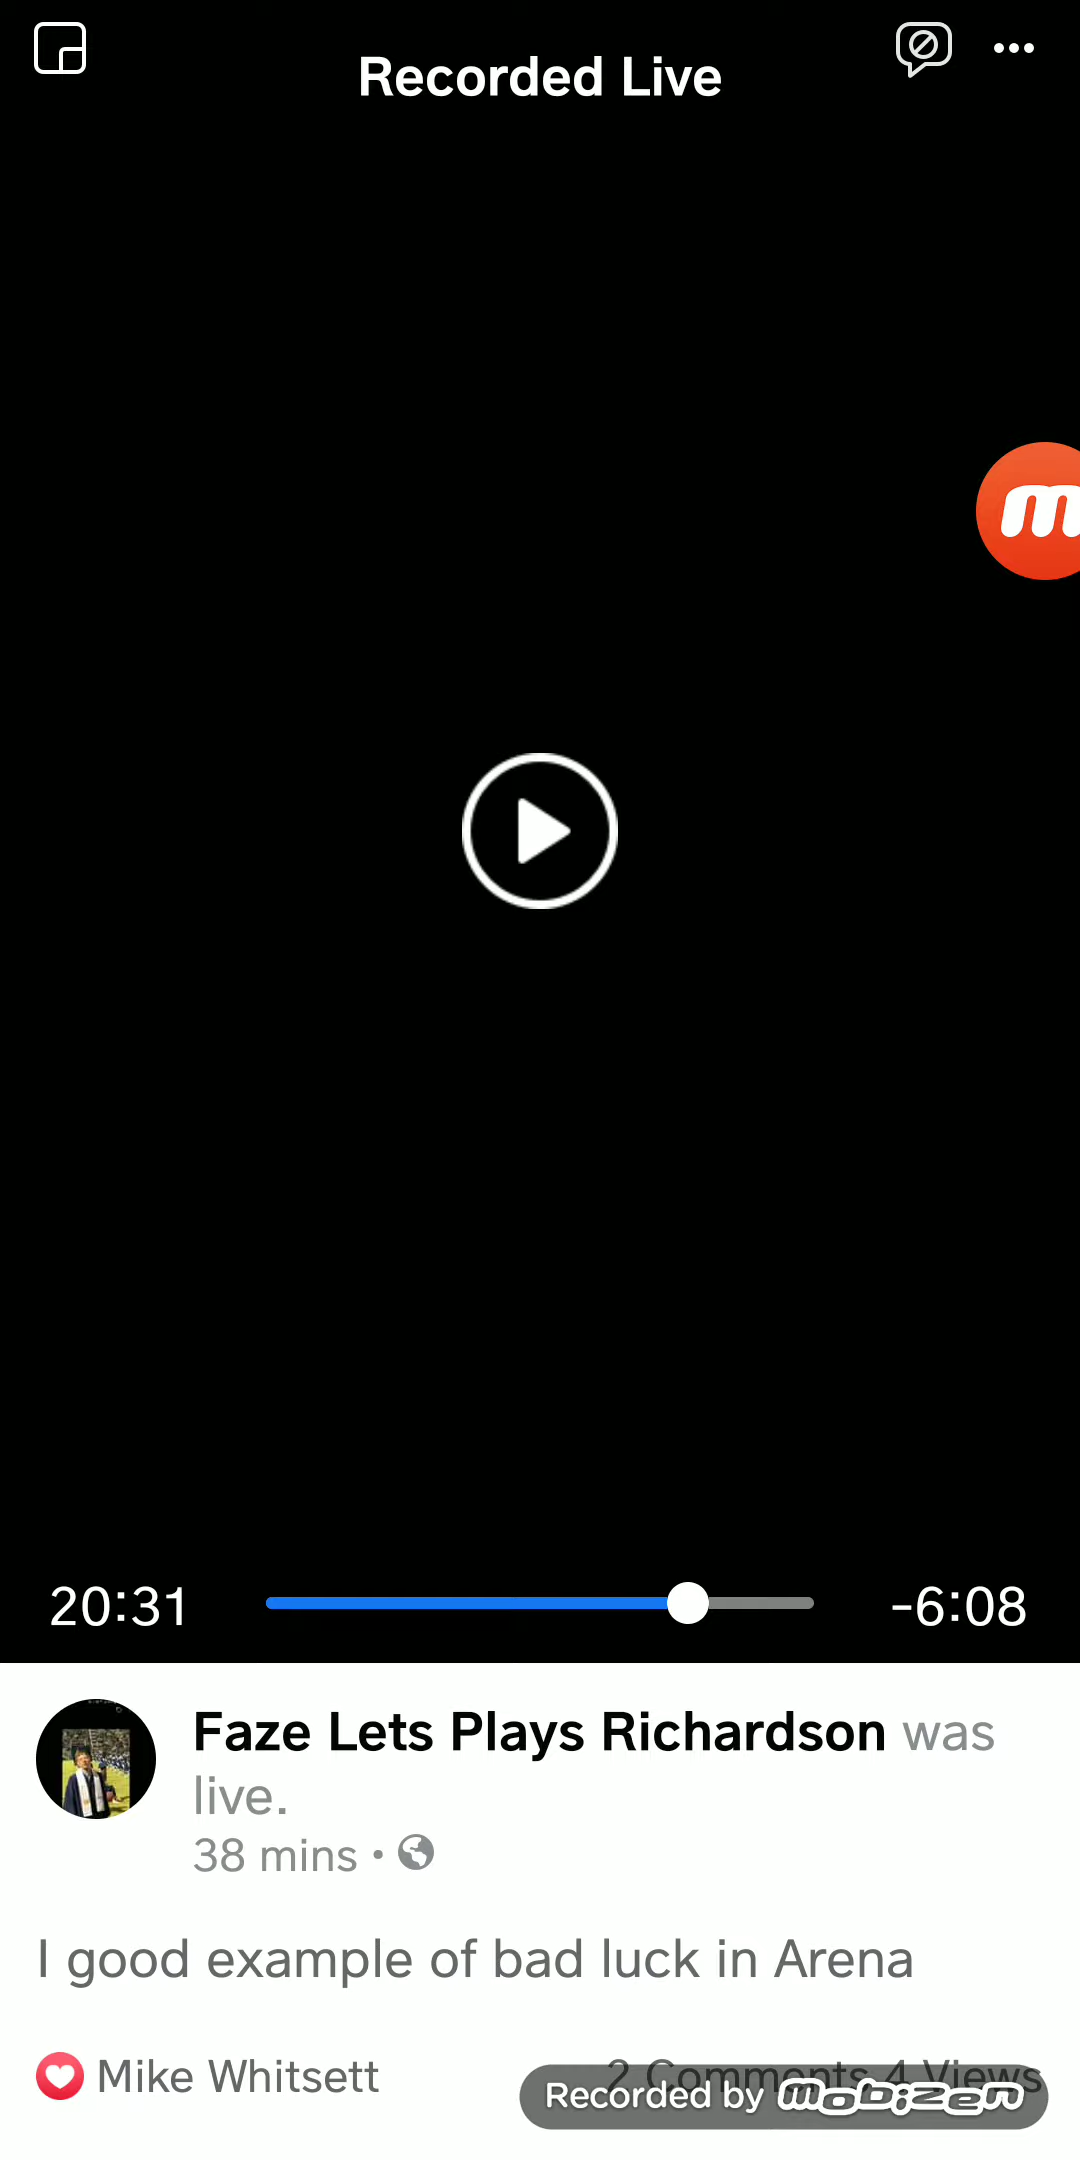 Recorded Live
m
20:31
-6:08
Faze Lets Plays Richardson was
live.
38 mins •
I good example of bad luck in Arena
Mike Whitsett
2 Comments 4 Views
Recorded by mobizen